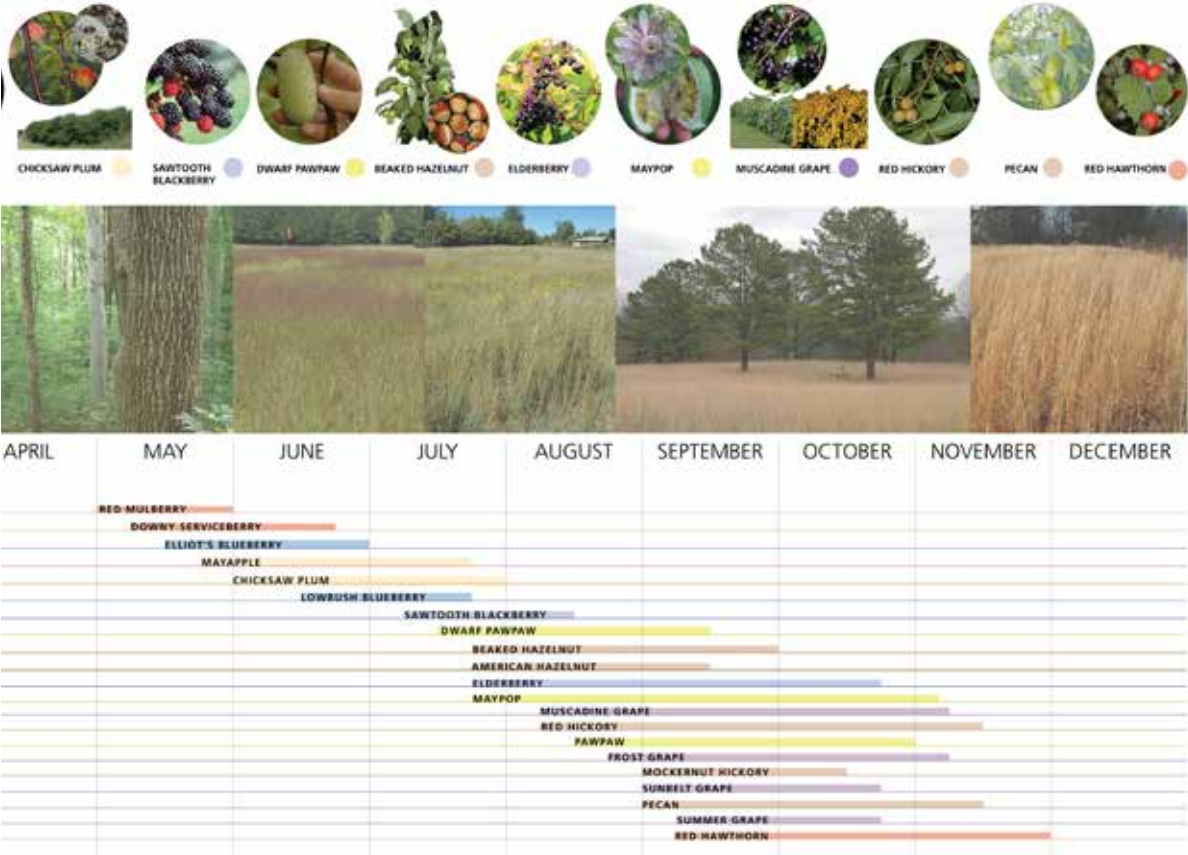 CHICKSAW PLUM
SAWTOOTH
BLACKBERRY
DWARF PAWPAW
BEAKED HAZELNUT
ELDERBERRY
MAYPOP
MUSCADINE GRAPE
RED HICKORY
PECAN
RED HAWTHORN
APRIL MAY JUNE JULY AUGUST SEPTEMBER OCTOBER NOVEMBER DECEMBER
RED MULBERRY
DOWNY SERVICEBERRY
ELLIOT'S BLUEBERRY
MAYAPPLE
CHICKSAW PLUM
LOWBUSH BLUEBERRY
SAWTOOTH BLACKBERRY
DWARF PAWPAW
BEAKED HAZELNUT
AMERICAN HAZELNUT
ELDERBERRY
MAYPOP
MUSCADINE GRAPE
RED HICKORY
PAWPAW
FROST GRAPE
MOCKERNUT HICKORY
SUNBELT GRAPE
PECAN
SUMMER GRAPE
RED HAWTHORN